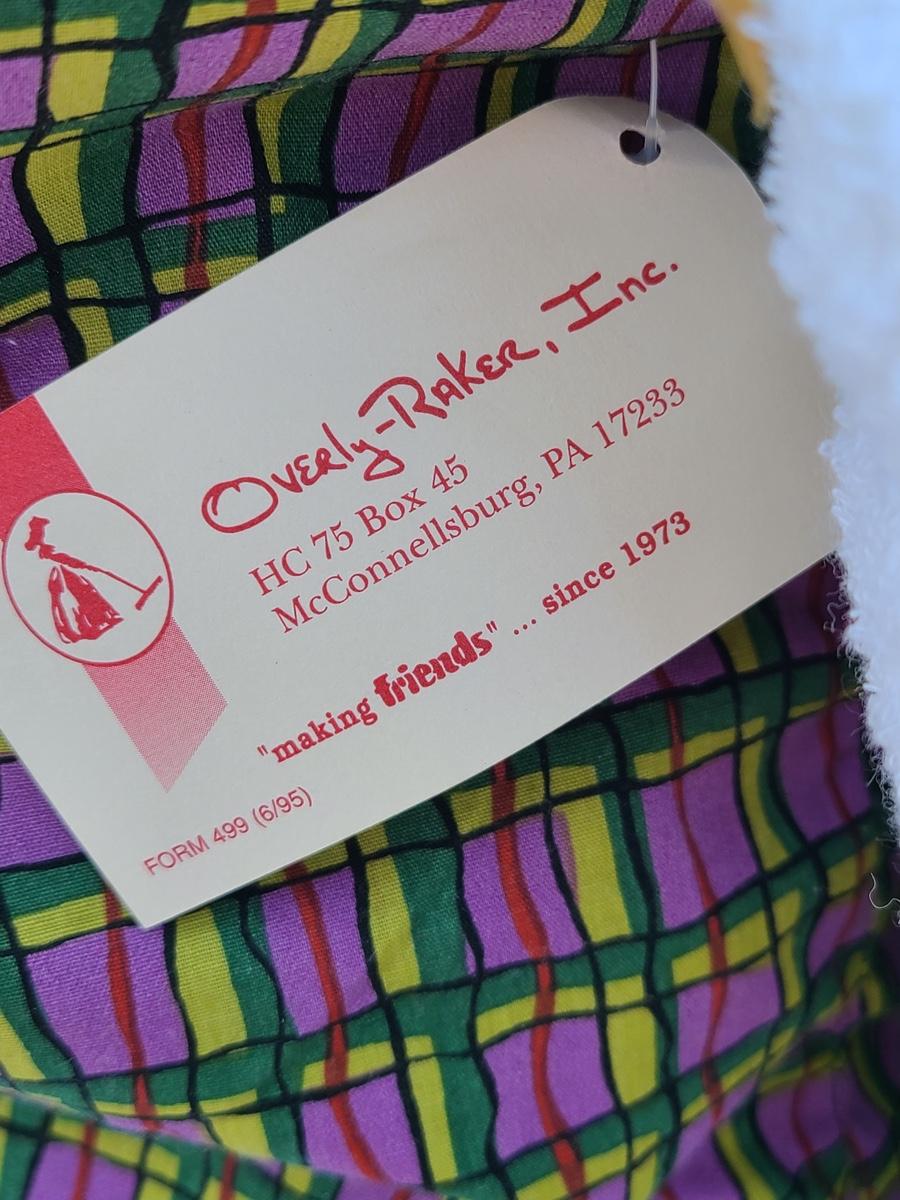 Overly-Raker, Inc.
HC 75 Box 45
McConnellsburg, PA 17233
"making friends" ... since 1973
FORM 499 (6/95)